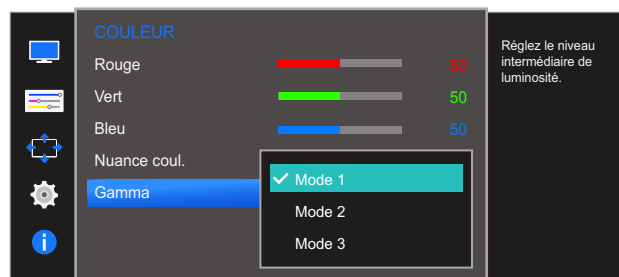 COULEUR
Rouge 50
Vert 50
Bleu 50
Nuance coul.
Gamma
Mode 1
Mode 2
Mode 3
Réglez le niveau
intermédiaire de
luminosité.